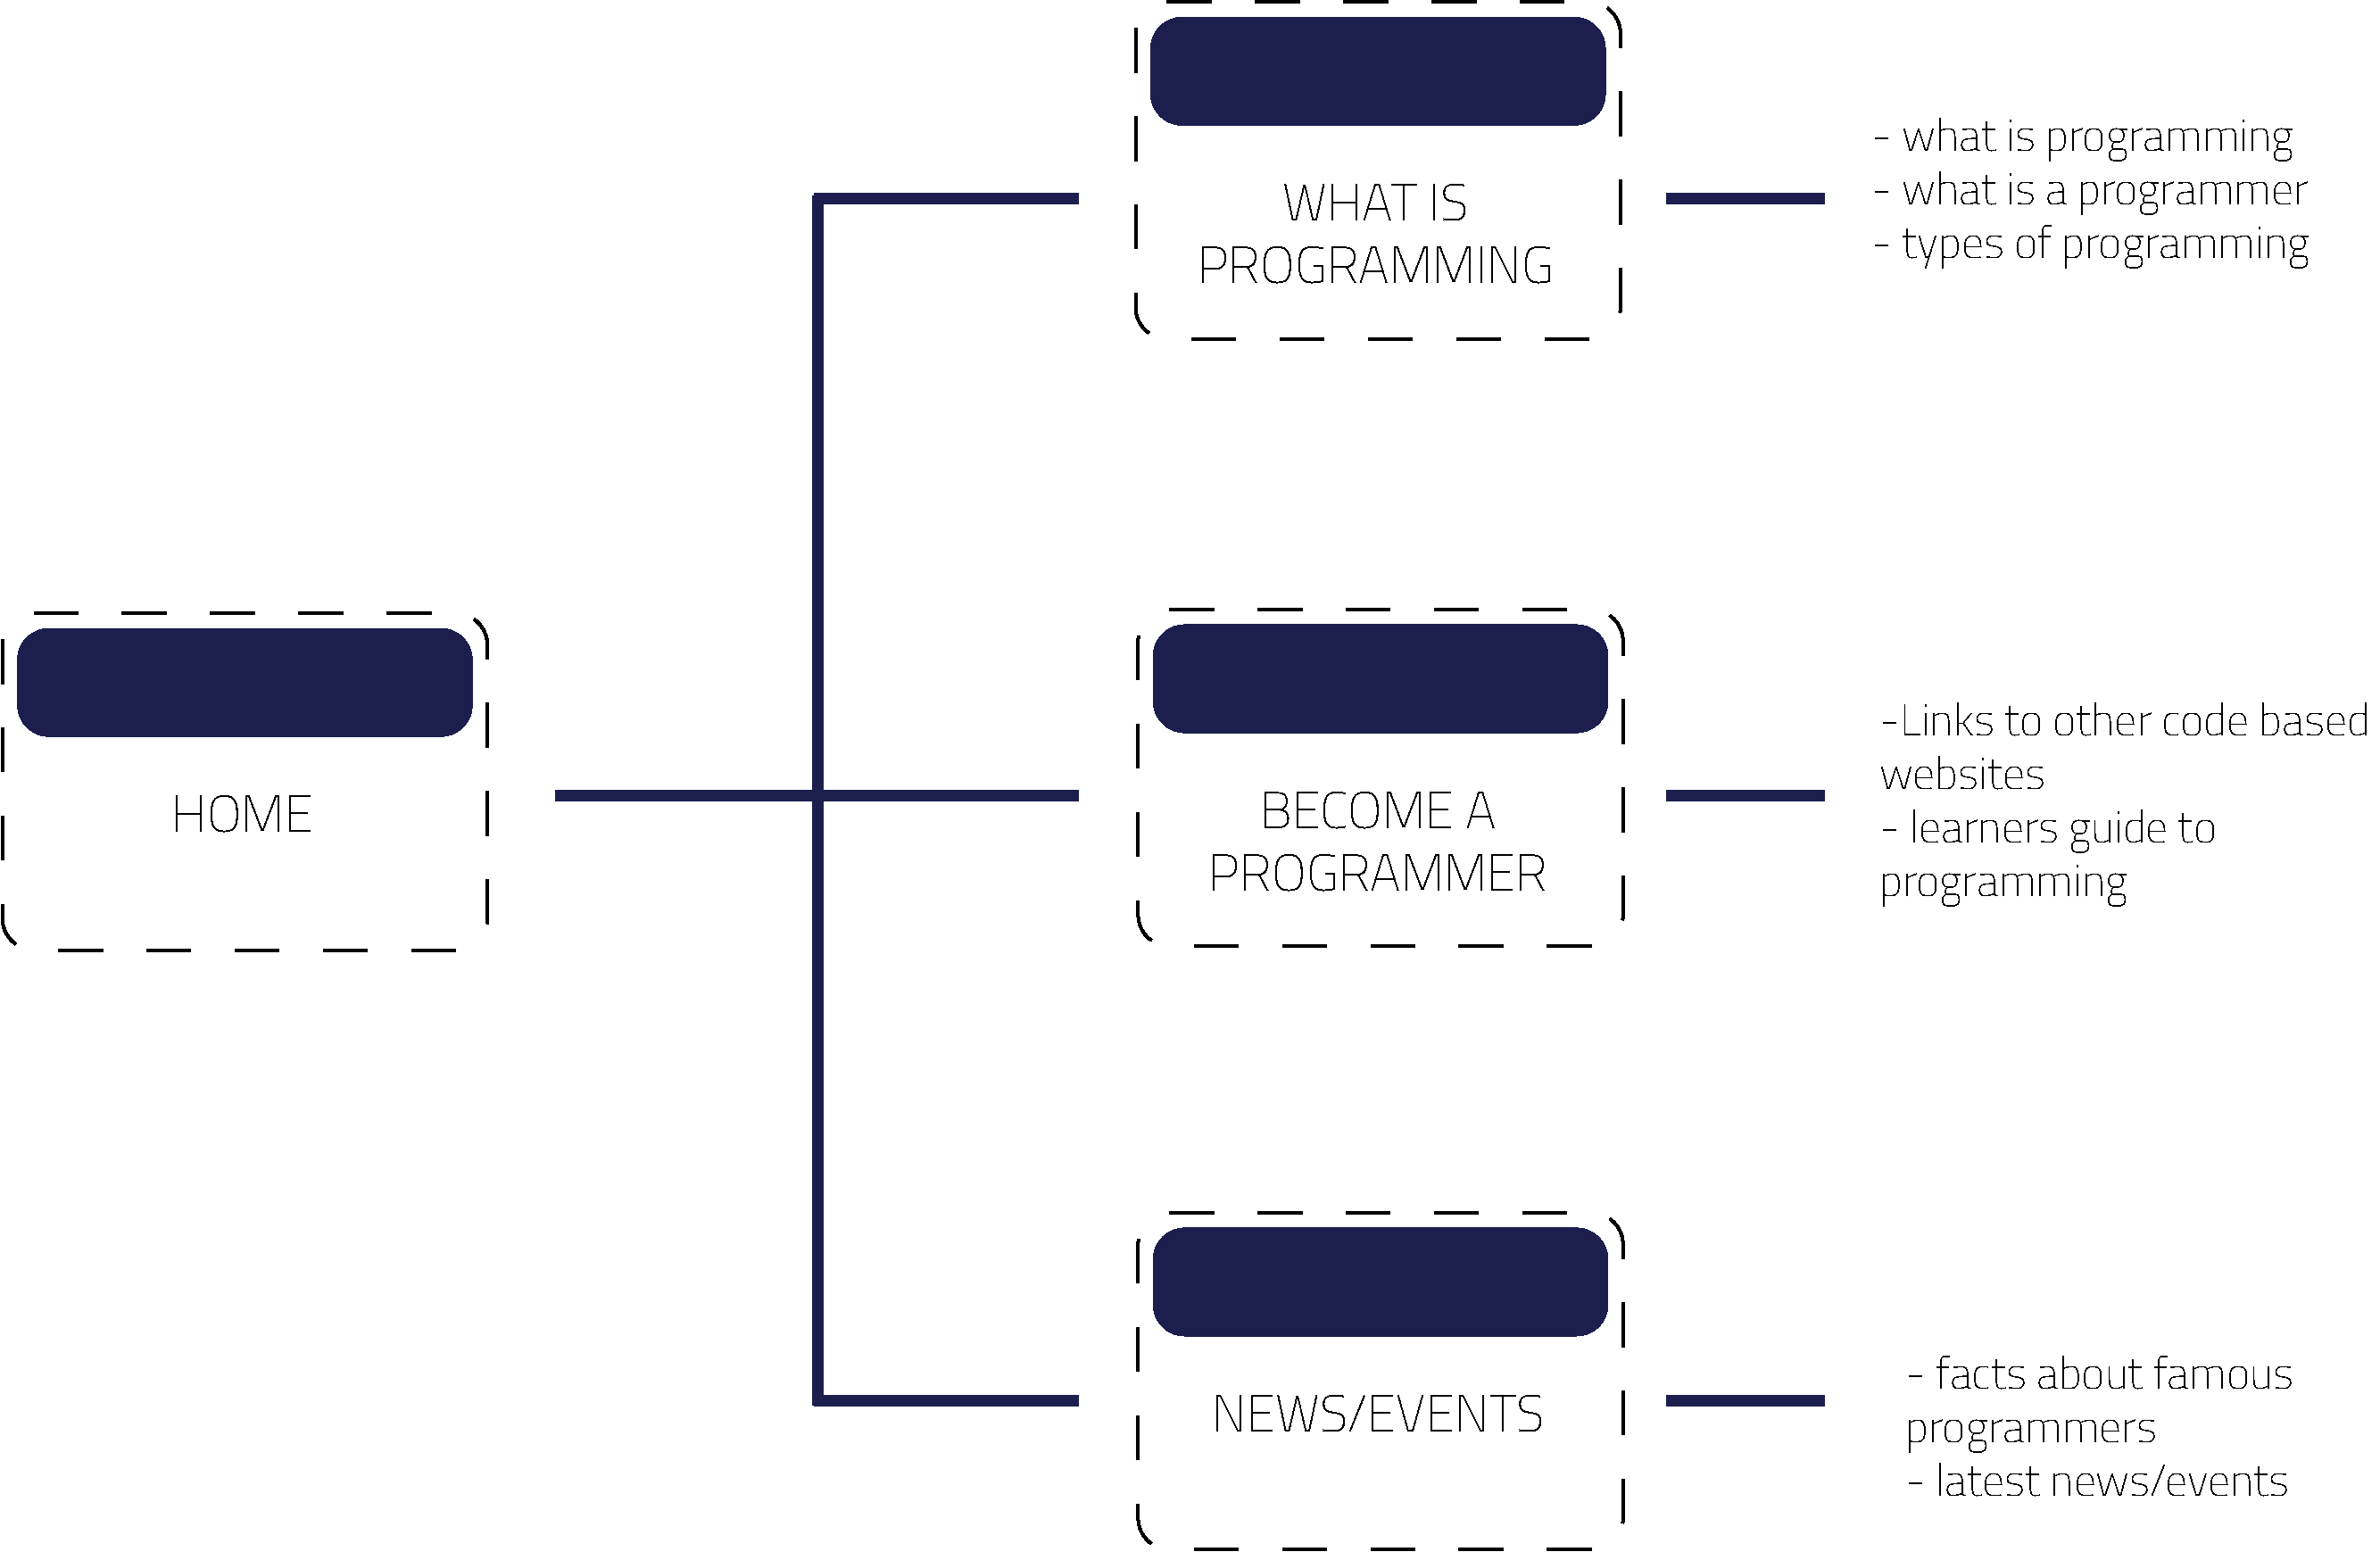 WHAT IS
PROGRAMMING
- what is programming
- what is a programmer
- types of programming
HOME
BECOME A
PROGRAMMER
-Links to other code based
websites
- learners guide to
programming
NEWS/EVENTS
- facts about famous
programmers
- latest news/events